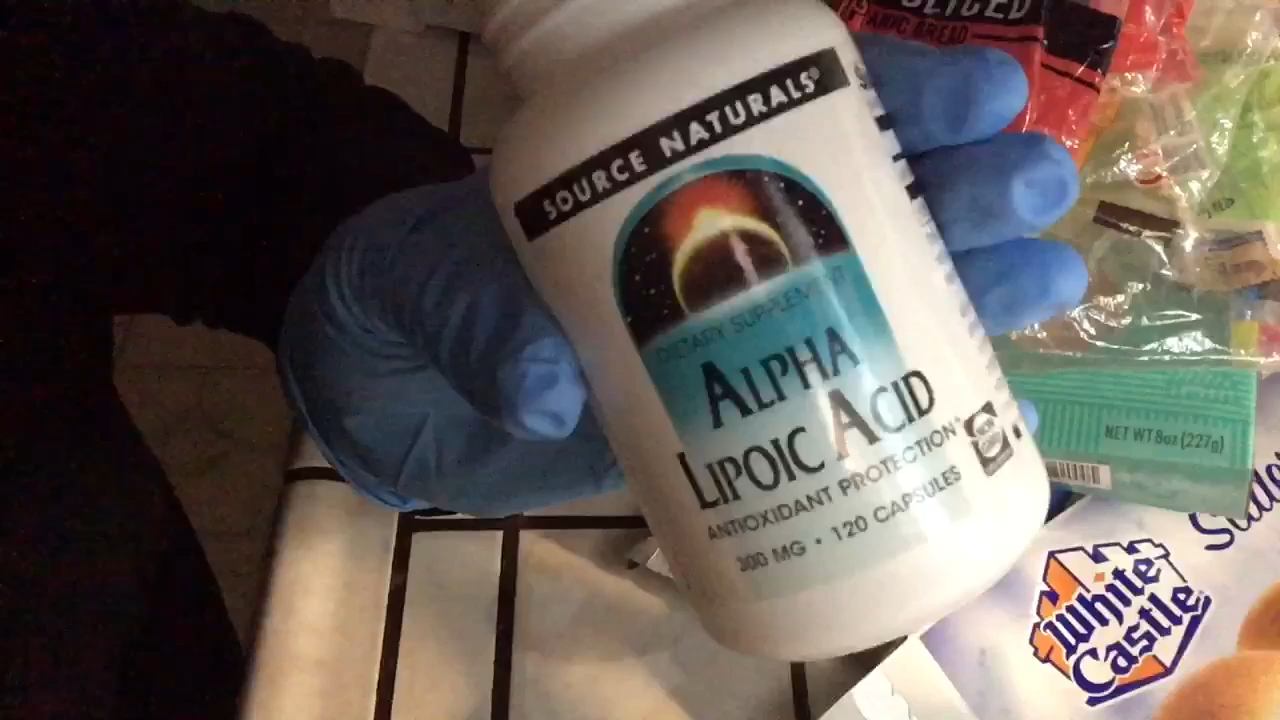 SLICED
SOURCE NATURALS®
DIETARY SUPPLEMENT
ALPHA
LIPOIC ACID
ANTIOXIDANT PROTECTION
300 MG • 120 CAPSULES
NET WT 8oz (227g)
White
Castle